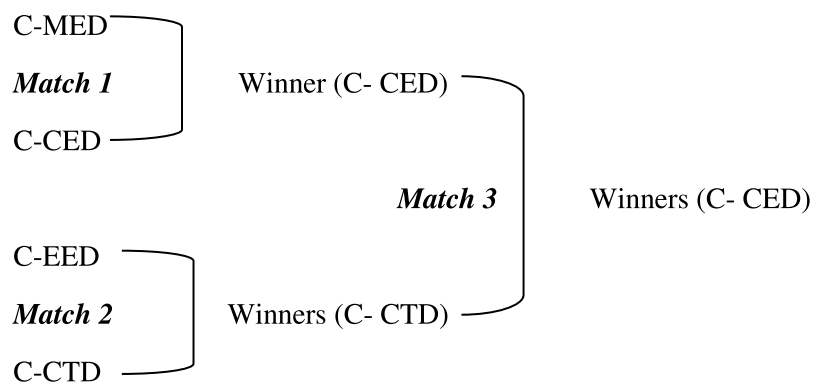 C-MED
Match 1
Winner (C- CED)
C-CED
Match 3
Winners (C- CED)
C-EED
Match 2
Winners (C- CTD)
C-CTD